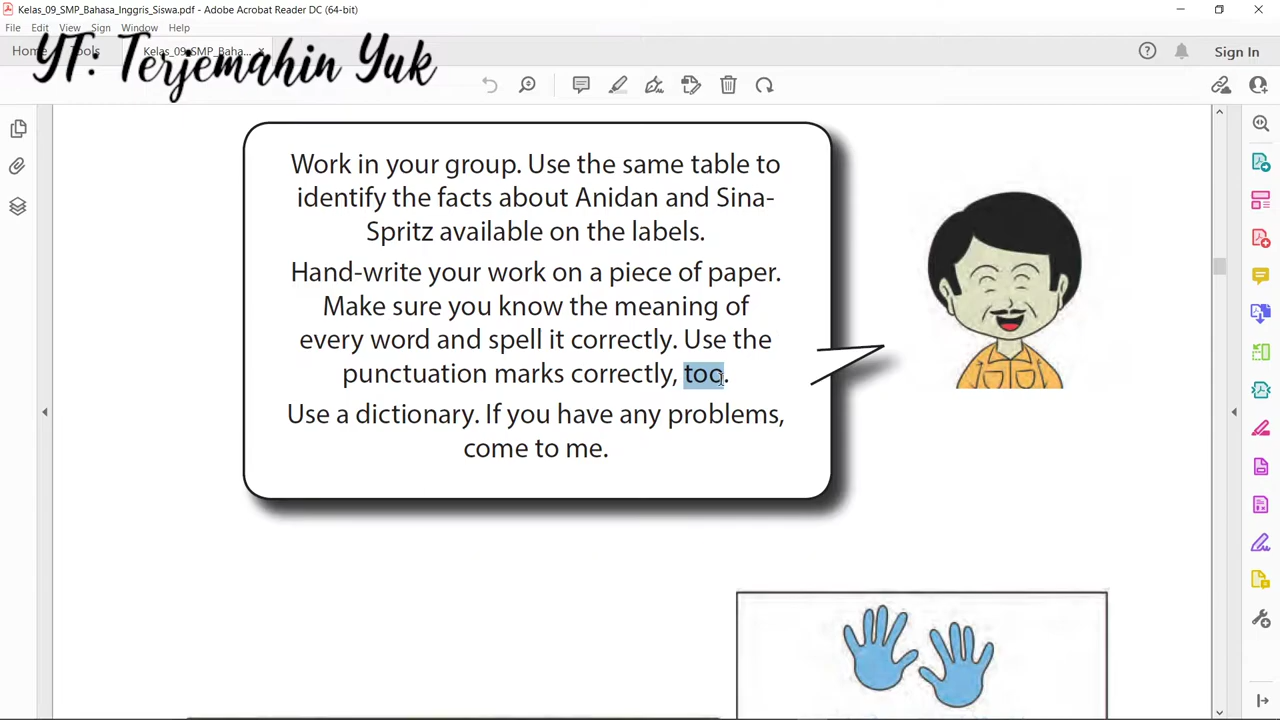 Kelas_09_SMP_Bahasa_Inggris_Siswa.pdf - Adobe Acrobat Reader DC (64-bit)
File Edit View Sign Window Help
Home Tools Kelas_09_SMP_Baha... x
Sign In
YT: Terjemahin Yuk
Work in your group. Use the same table to
identify the facts about Anidan and Sina-
Spritz available on the labels.
Hand-write your work on a piece of paper.
Make sure you know the meaning of
every word and spell it correctly. Use the
punctuation marks correctly, too.
Use a dictionary. If you have any problems,
come to me.